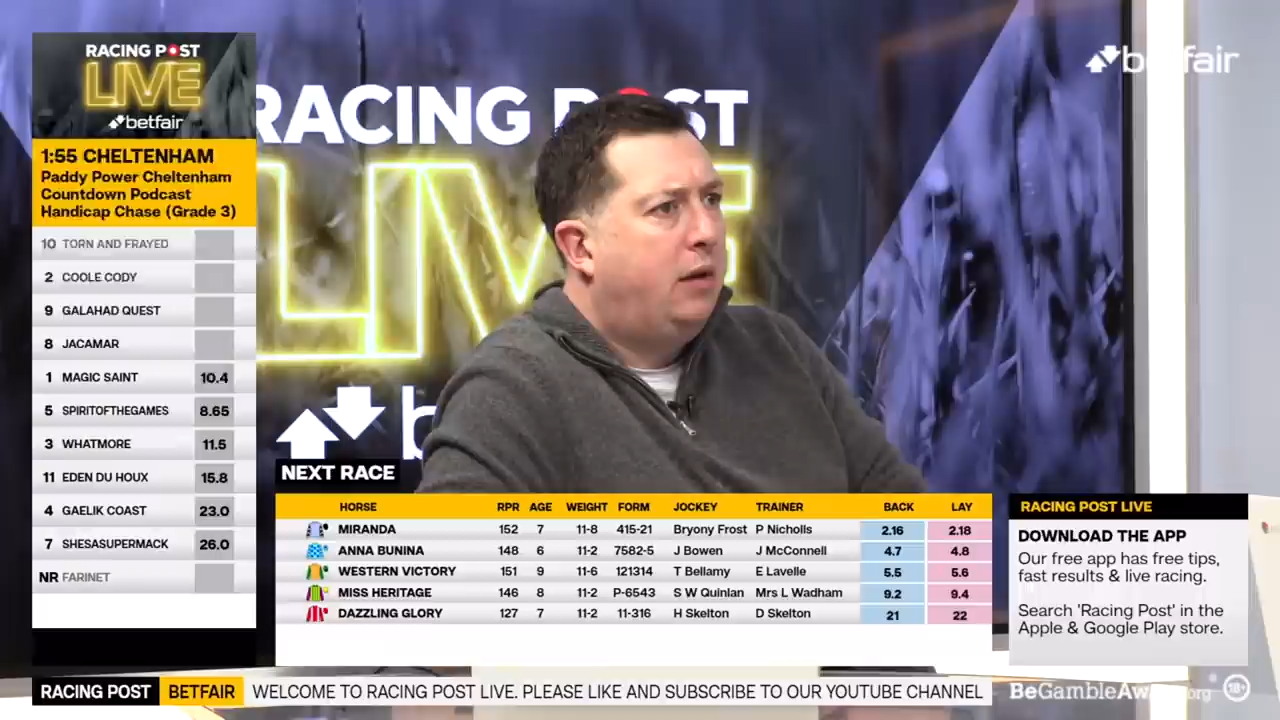 RACING POST
LIVE
betfair
1:55 CHELTENHAM
Paddy Power Cheltenham
Countdown Podcast
Handicap Chase (Grade 3)
10 TORN AND FRAYED
2 COOLE CODY
9 GALAHAD QUEST
8 JACAMAR
1 MAGIC SAINT 10.4
5 SPIRITOFTHEGAMES 8.65
3 WHATMORE 11.5
11 EDEN DU HOUX 15.8
4 GAELIK COAST 23.0
7 SHESASUPERMACK 26.0
NR FARINET
RACING POST
LIVE
b
betfair
NEXT RACE
HORSE RPR AGE WEIGHT FORM JOCKEY TRAINER BACK LAY
MIRANDA 152 7 11-8 415-21 Bryony Frost P Nicholls 2.16 2.18
ANNA BUNINA 148 6 11-2 7582-5 J Bowen J McConnell 4.7 4.8
WESTERN VICTORY 151 9 11-6 121314 T Bellamy E Lavelle 5.5 5.6
MISS HERITAGE 146 8 11-2 P-6543 S W Quinlan Mrs L Wadham 9.2 9.4
DAZZLING GLORY 127 7 11-2 11-316 H Skelton D Skelton 21 22
RACING POST LIVE
DOWNLOAD THE APP
Our free app has free tips,
fast results & live racing.
Search 'Racing Post' in the
Apple & Google Play store.
RACING POST BETFAIR WELCOME TO RACING POST LIVE. PLEASE LIKE AND SUBSCRIBE TO OUR YOUTUBE CHANNEL
BeGambleAware.org 18+